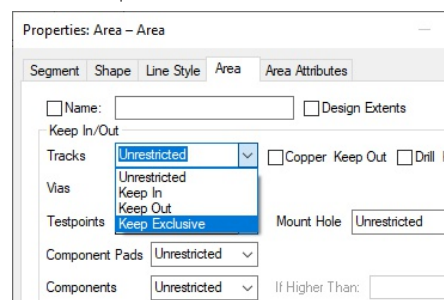 Properties: Area – Area
Segment Shape Line Style Area Area Attributes
Name: Design Extents
Keep In/Out
Tracks Unrestricted Copper Keep Out Drill
Unrestricted
Vias Keep In
Keep Out
Testpoints Keep Exclusive Mount Hole Unrestricted
Component Pads Unrestricted
Components Unrestricted If Higher Than: